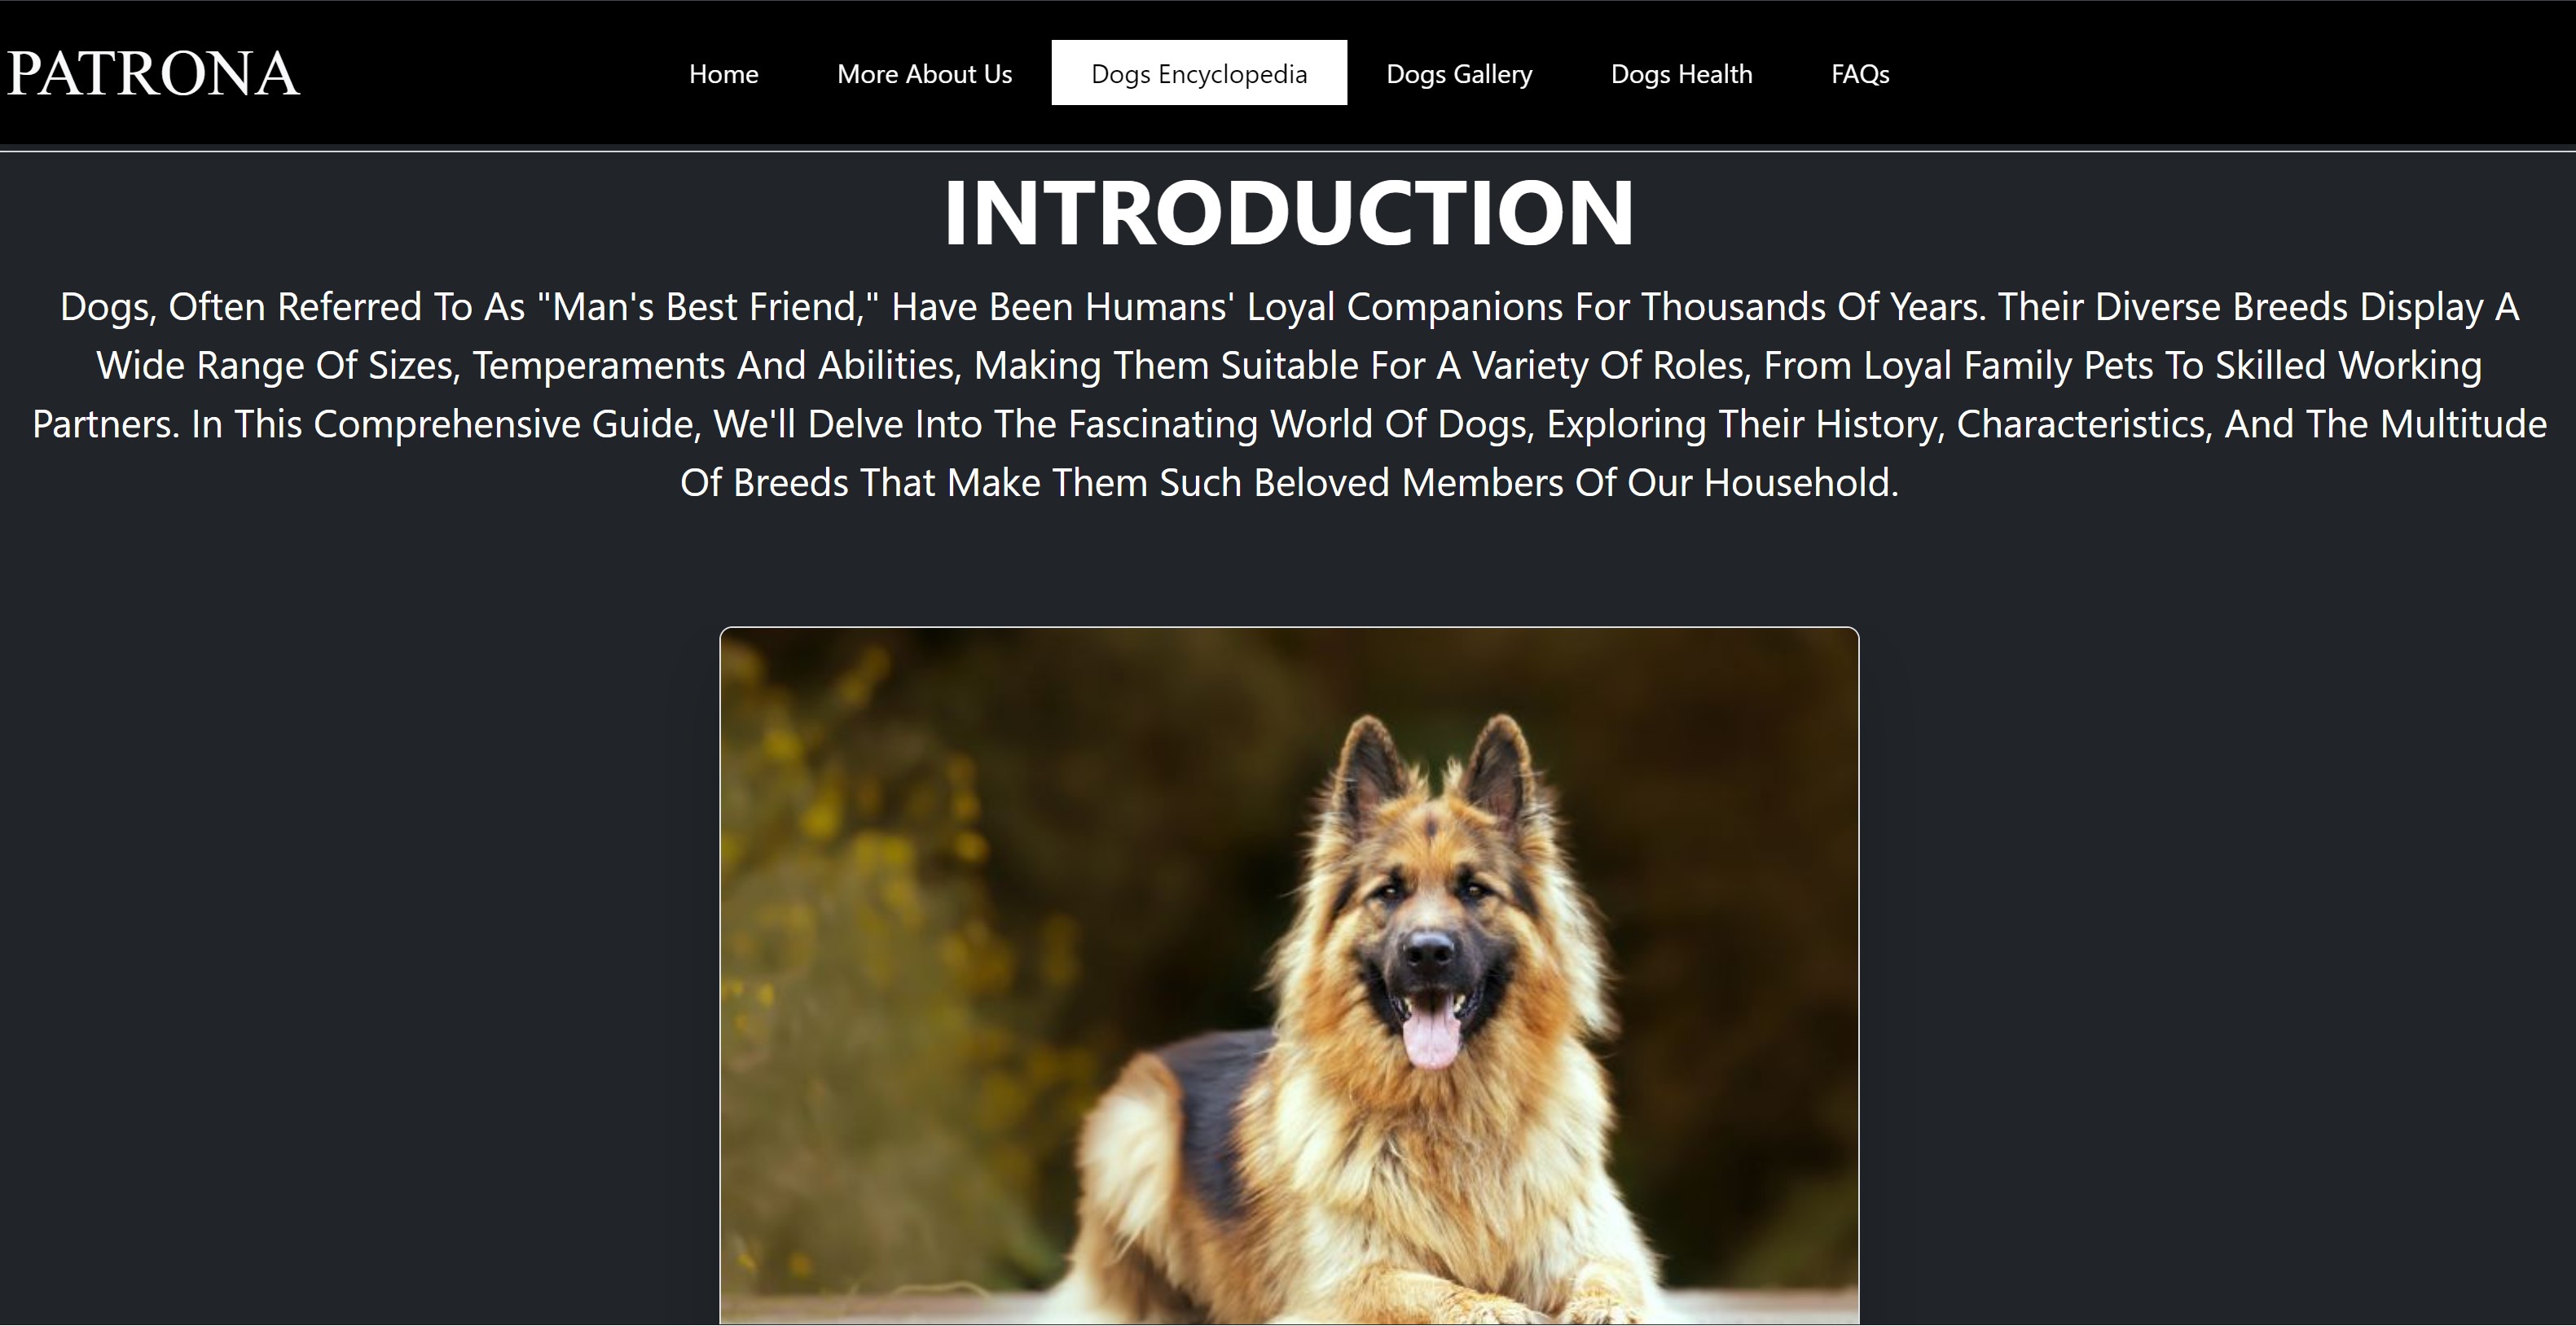 PATRONA
Home
More About Us
Dogs Encyclopedia
Dogs Gallery
Dogs Health
FAQs
INTRODUCTION
Dogs, Often Referred To As "Man's Best Friend," Have Been Humans' Loyal Companions For Thousands Of Years. Their Diverse Breeds Display A
Wide Range Of Sizes, Temperaments And Abilities, Making Them Suitable For A Variety Of Roles, From Loyal Family Pets To Skilled Working
Partners. In This Comprehensive Guide, We'll Delve Into The Fascinating World Of Dogs, Exploring Their History, Characteristics, And The Multitude
Of Breeds That Make Them Such Beloved Members Of Our Household.